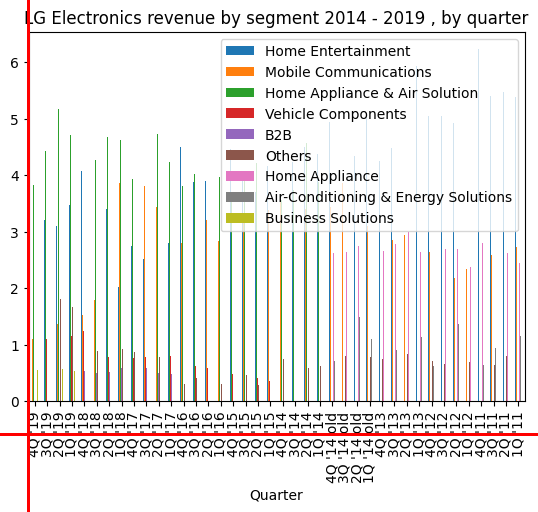 LG Electronics revenue by segment 2014 - 2019 , by quarter
Home Entertainment
Mobile Communications
Home Appliance & Air Solution
Vehicle Components
B2B
Others
Home Appliance
Air-Conditioning & Energy Solutions
Business Solutions
6
5
4
3
2
1
0
4Q '19
3Q '19
2Q '19
1Q '19
4Q '18
3Q '18
2Q '18
1Q '18
4Q '17
3Q '17
2Q '17
1Q '17
4Q '16
3Q '16
2Q '16
1Q '16
4Q '15
3Q '15
2Q '15
1Q '15
4Q '14
3Q '14
2Q '14
1Q '14
4Q '14 old
3Q '14 old
2Q '14 old
1Q '14 old
4Q '13
3Q '13
2Q '13
1Q '13
4Q '12
3Q '12
2Q '12
1Q '12
4Q '11
3Q '11
2Q '11
1Q '11
Quarter